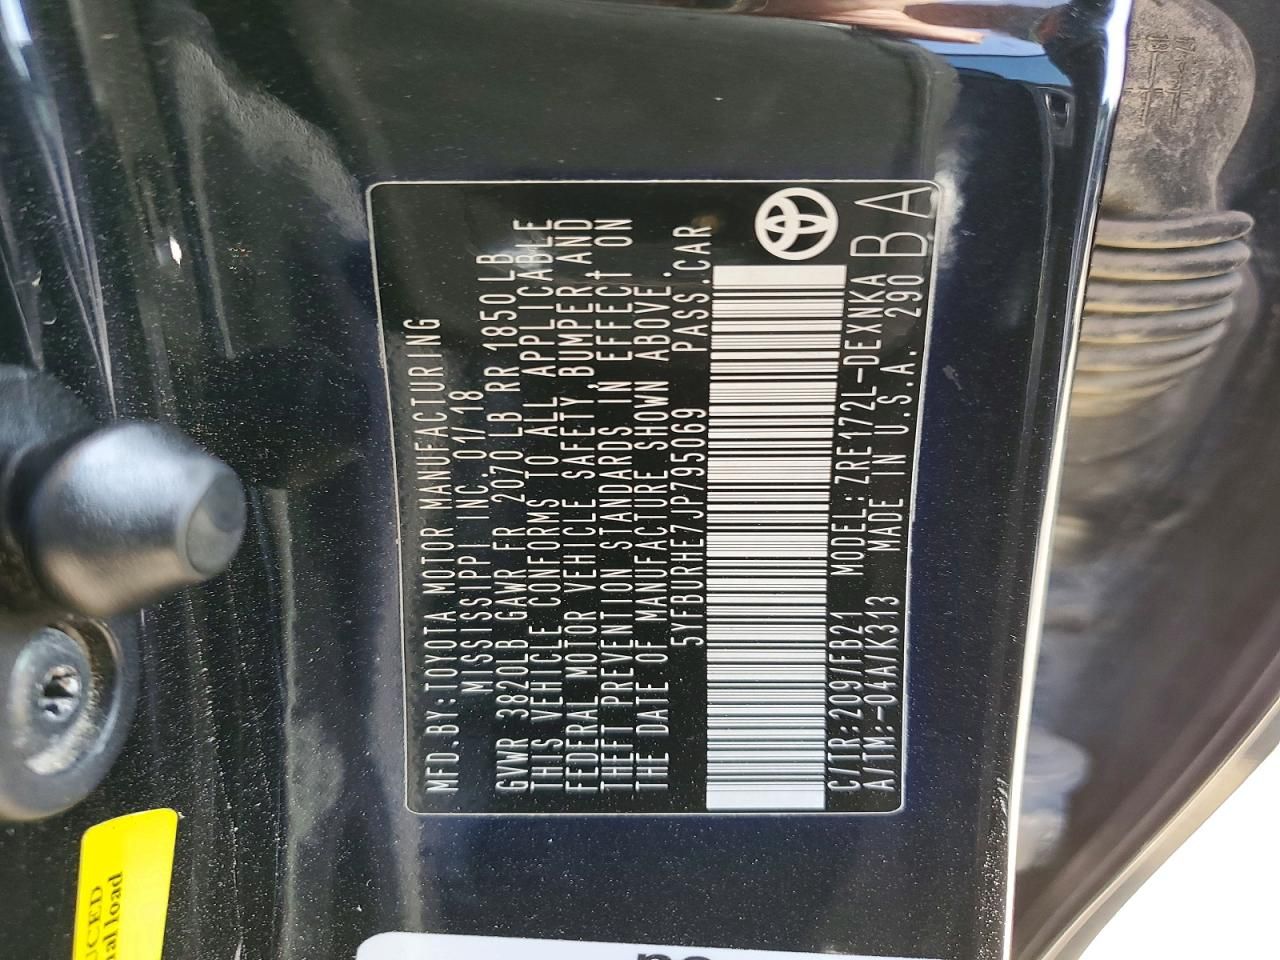 MFD.BY:TOYOTA MOTOR MANUFACTURING
MISSISSIPPI INC. 01/18
GVWR 3820LB GAWR FR 2070LB RR 1850LB
THIS VEHICLE CONFORMS TO ALL APPLICABLE
FEDERAL MOTOR VEHICLE SAFETY,BUMPER,AND
THEFT PREVENTION STANDARDS IN EFFECT ON
THE DATE OF MANUFACTURE SHOWN ABOVE.
5YFBURHE7JP795069 PASS.CAR
C/TR:209/FB21 MODEL:ZRE172L-DEXNKA
A/TM:-04A/K313 MADE IN U.S.A. 290
BA
load